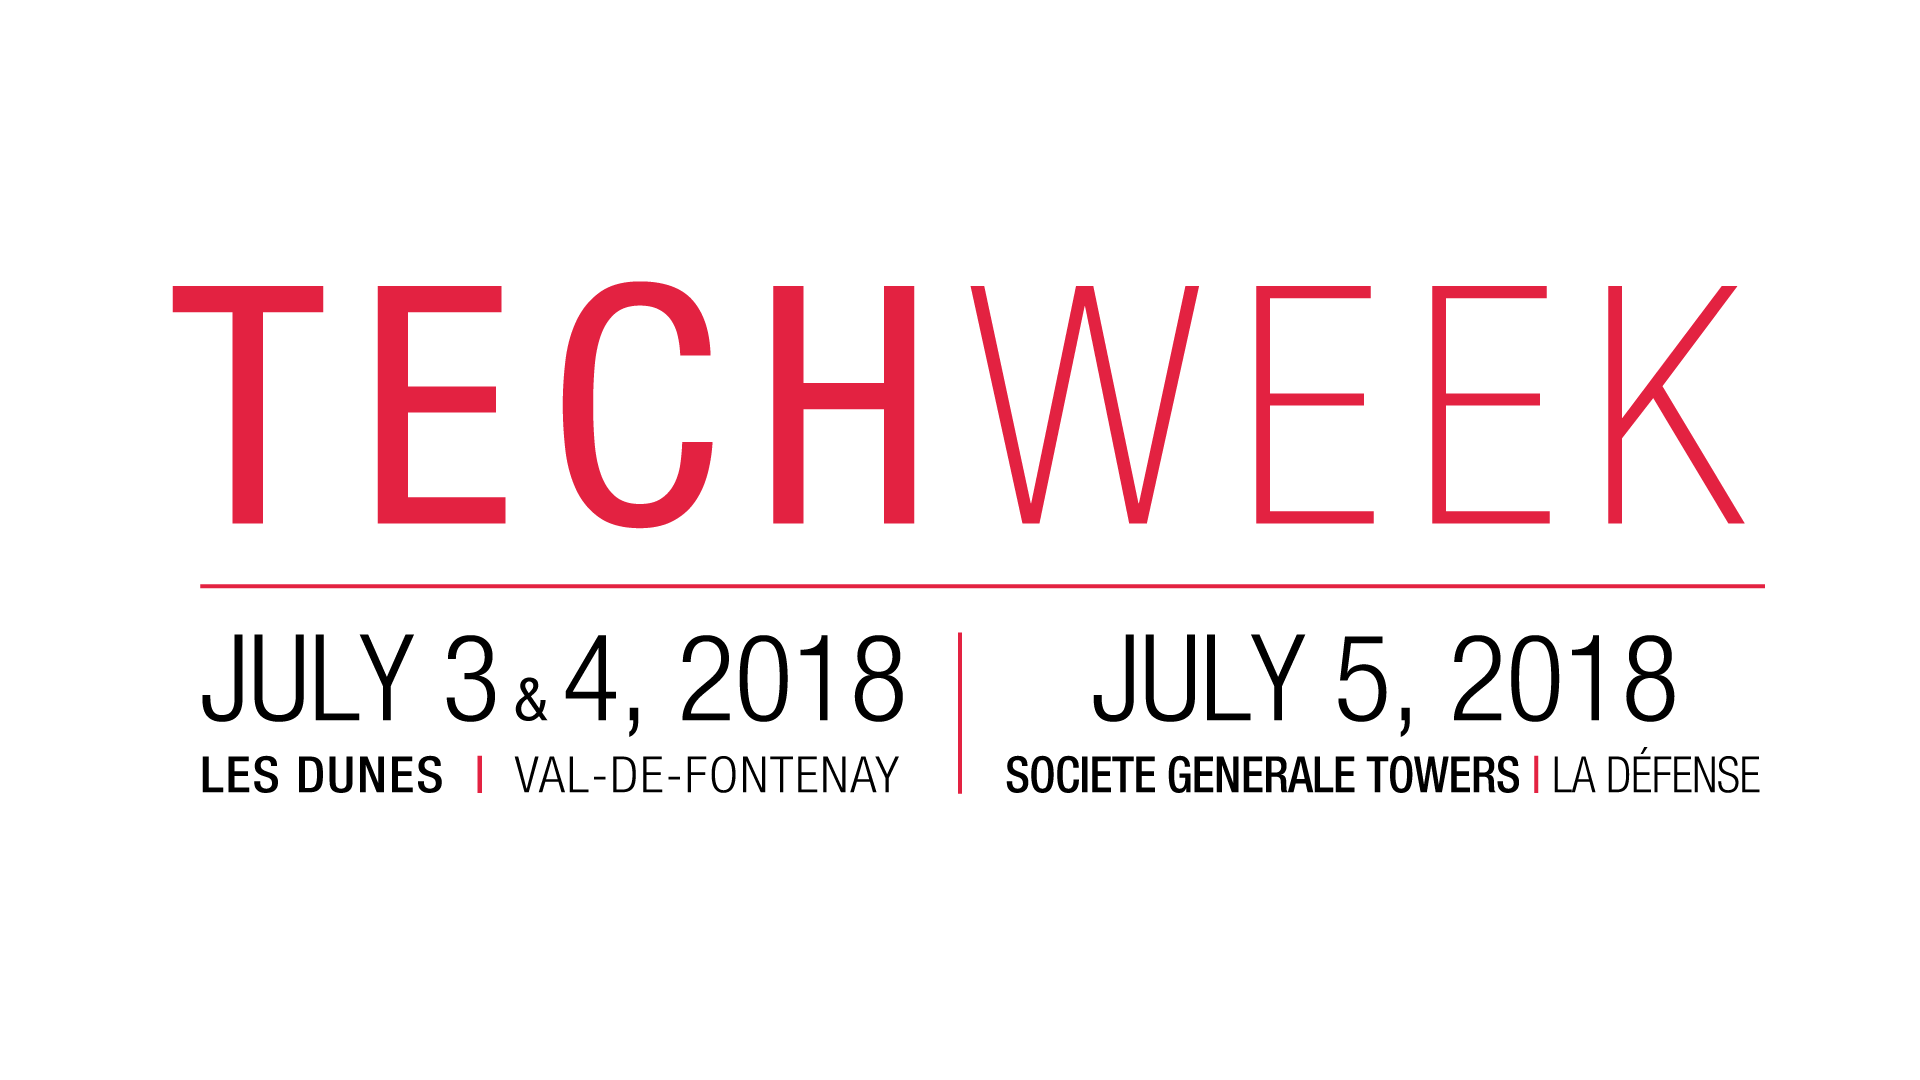 TECHWEEK
JULY 3 & 4, 2018
LES DUNES | VAL-DE-FONTENAY
JULY 5, 2018
SOCIETE GENERALE TOWERS | LA DÉFENSE